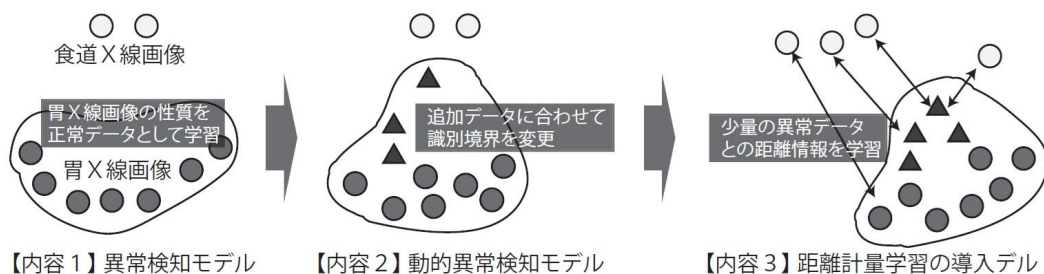 食道X線画像
胃X線画像の性質を
正常データとして学習
胃X線画像
【内容1】異常検知モデル
追加データに合わせて
識別境界を変更
【内容2】動的異常検知モデル
少量の異常データ
との距離情報を学習
【内容3】距離計量学習の導入デル